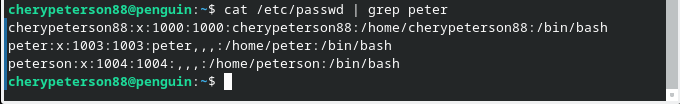 cherypeterson88@penguin:~$ cat /etc/passwd | grep peter
cherypeterson88:x:1000:1000:cherypeterson88:/home/cherypeterson88:/bin/bash
peter:x:1003:1003:peter,,,:/home/peter:/bin/bash
peterson:x:1004:1004:,,,:/home/peterson:/bin/bash
cherypeterson88@penguin:~$